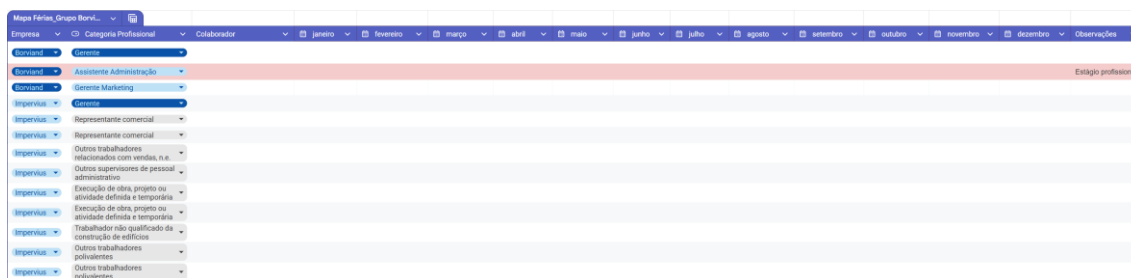 Mapa Férias_Grupo Borvi...
Empresa Categoria Profissional Colaborador janeiro fevereiro março abril maio junho julho agosto setembro outubro novembro dezembro Observações
Borviand Gerente
Borviand Assistente Administração Estágio profission
Borviand Gerente Marketing
Impervius Gerente
Impervius Representante comercial
Impervius Representante comercial
Impervius Outros trabalhadores
relacionados com vendas, n.e.
Impervius Outros supervisores de pessoal
administrativo
Impervius Execução de obra, projeto ou
atividade definida e temporária
Impervius Execução de obra, projeto ou
atividade definida e temporária
Impervius Trabalhador não qualificado da
construção de edifícios
Impervius Outros trabalhadores
polivalentes
Impervius Outros trabalhadores
polivalentes